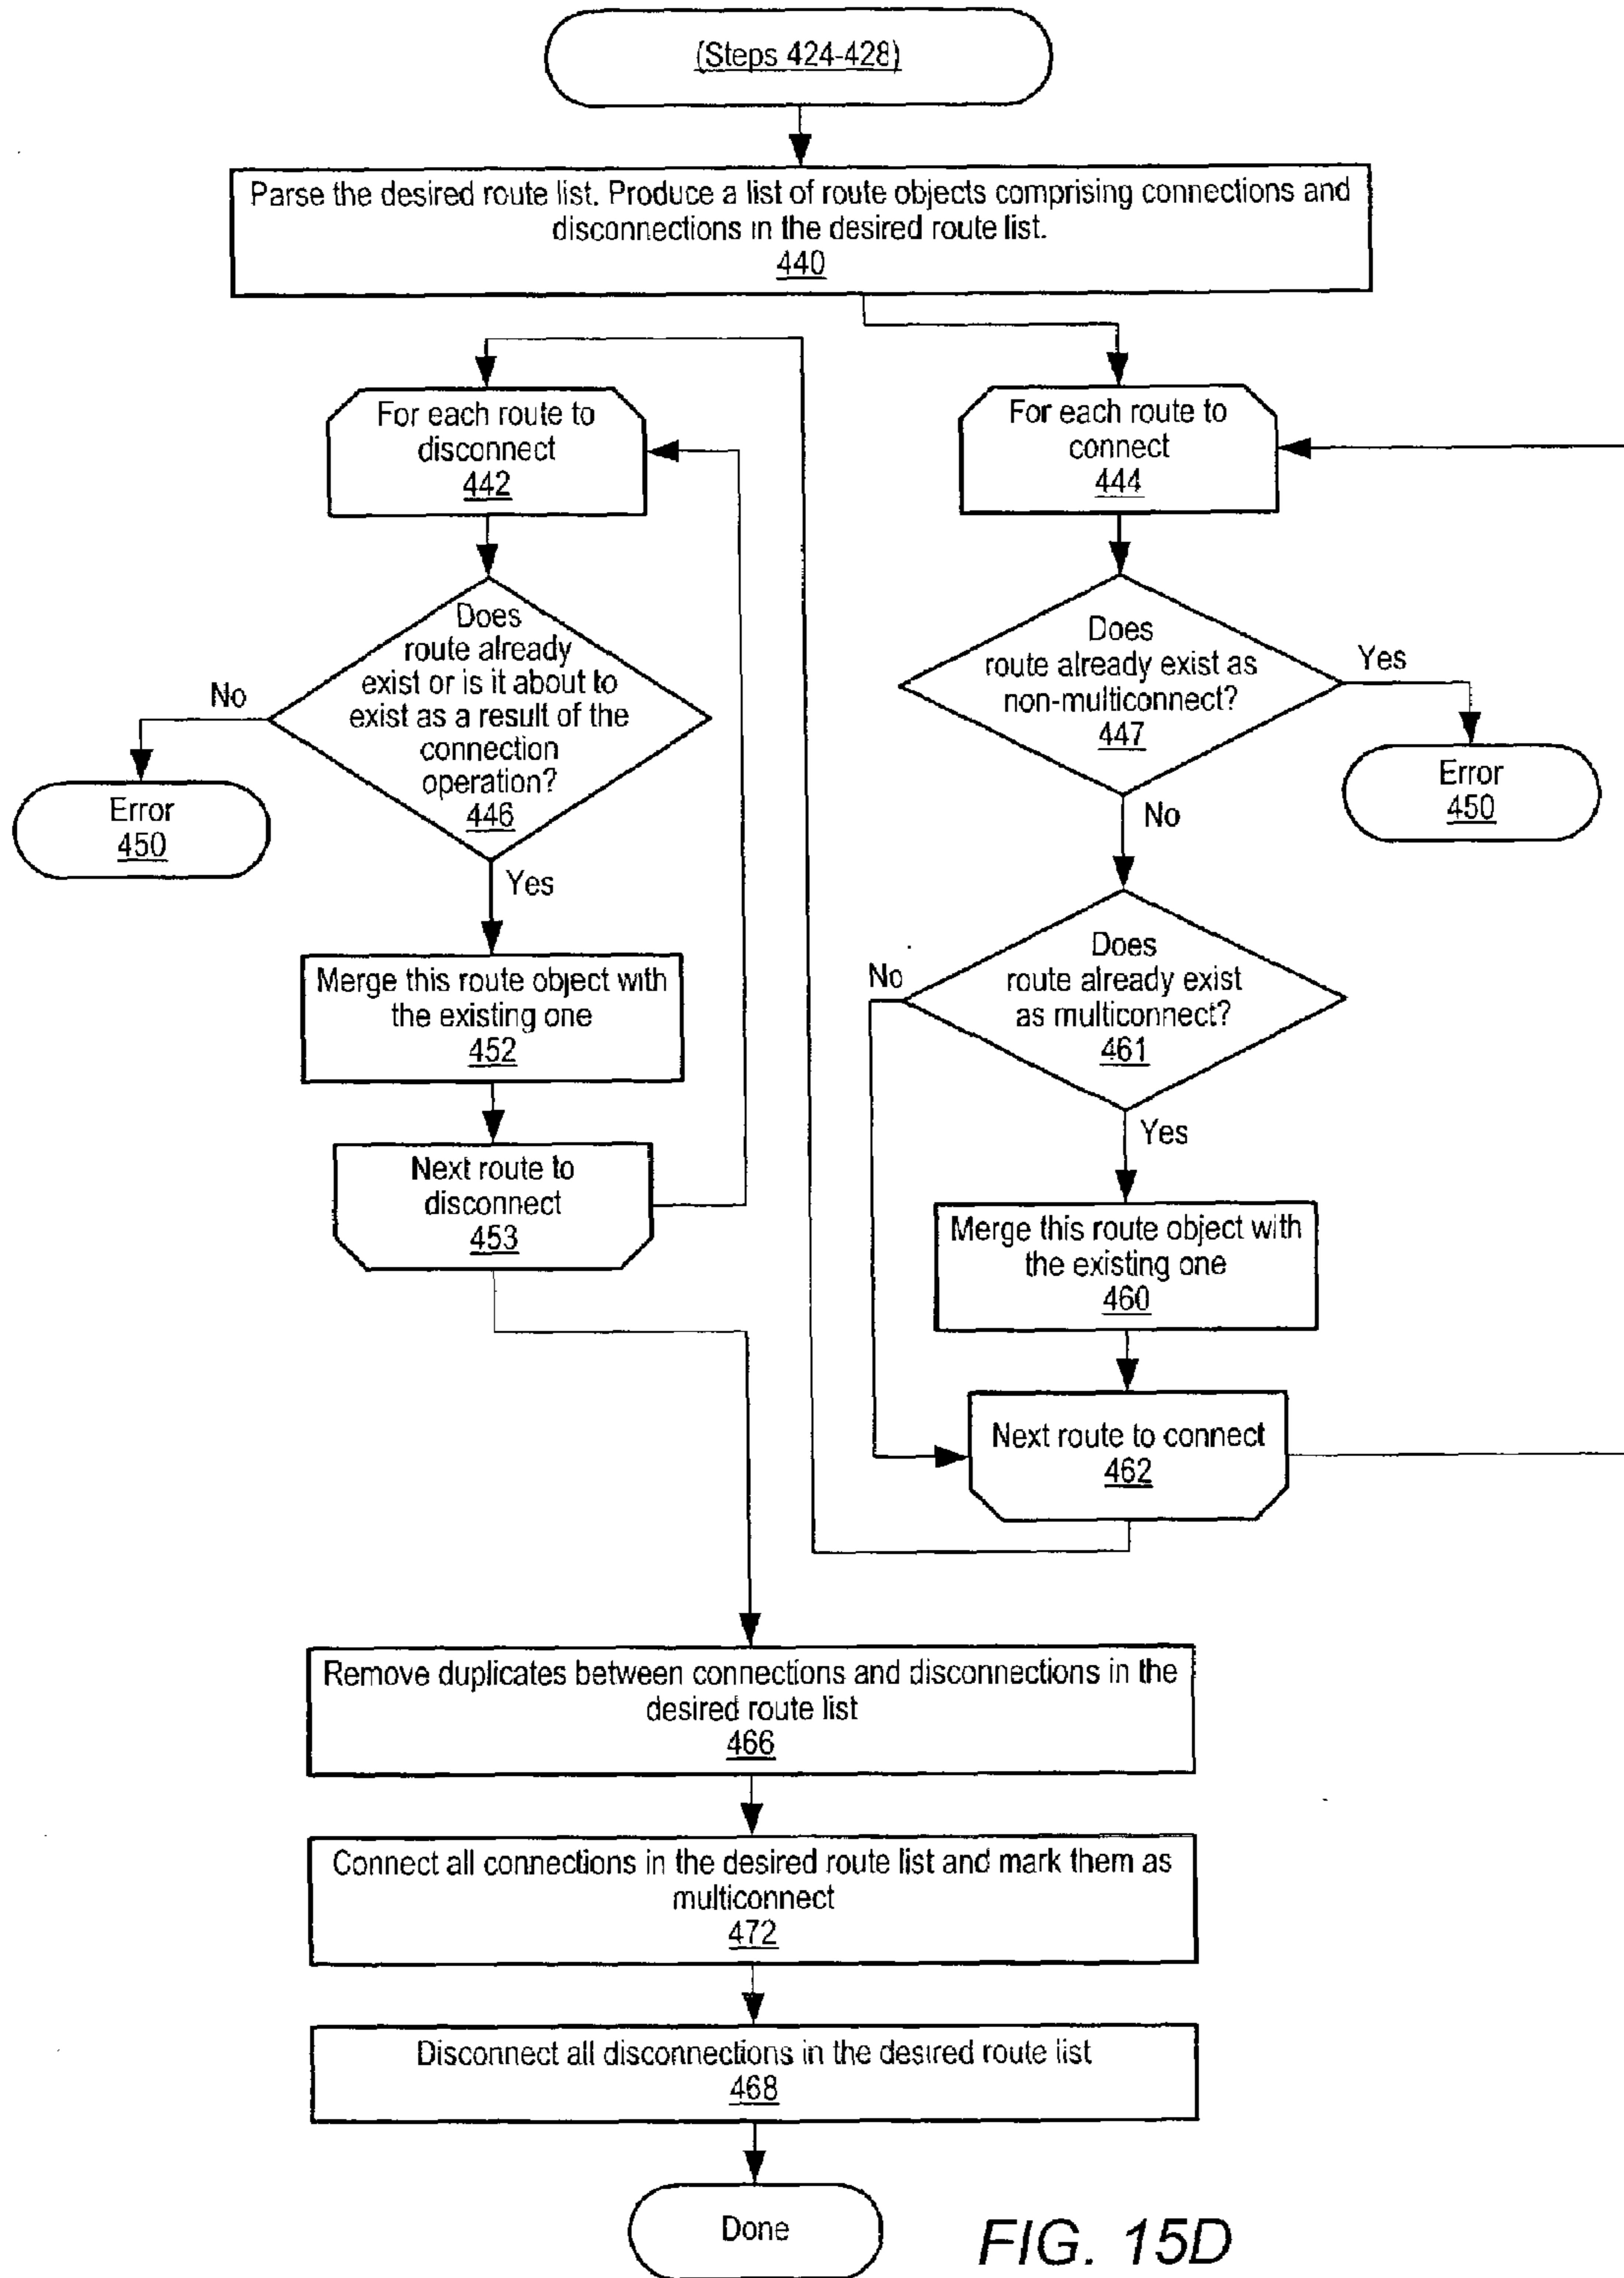 (Steps 424-428)
Parse the desired route list. Produce a list of route objects comprising connections and
disconnections in the desired route list.
440
For each route to
disconnect
442
Does
route already
exist or is it about to
exist as a result of the
connection
operation?
446
No
Error
450
Yes
Merge this route object with
the existing one
452
Next route to
disconnect
453
For each route to
connect
444
Does
route already exist as
non-multiconnect?
447
Yes
Error
450
No
Does
route already exist
as multiconnect?
461
No
Yes
Merge this route object with
the existing one
460
Next route to connect
462
Remove duplicates between connections and disconnections in the
desired route list
466
Connect all connections in the desired route list and mark them as
multiconnect
472
Disconnect all disconnections in the desired route list
468
Done
FIG. 15D